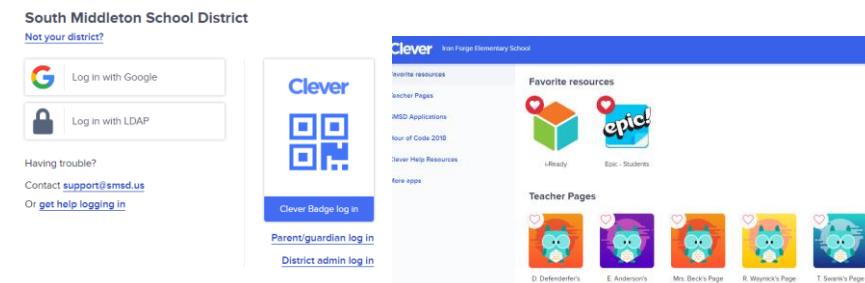 South Middleton School District
Not your district?
Log in with Google
Log in with LDAP
Having trouble?
Contact support@smsd.us
Or get help logging in
Clever
Clever Badge log in
Parent/guardian log in
District admin log in
Clever Iron Forge Elementary School
Favorite resources
Teacher Pages
SMSD Applications
Hour of Code 2018
Clever Help Resources
More apps
Favorite resources
epic!
i-Ready Epic - Students
Teacher Pages
D. Defenderfer's E. Anderson's Mrs. Beck's Page R. Waynick's Page T. Swank's Page